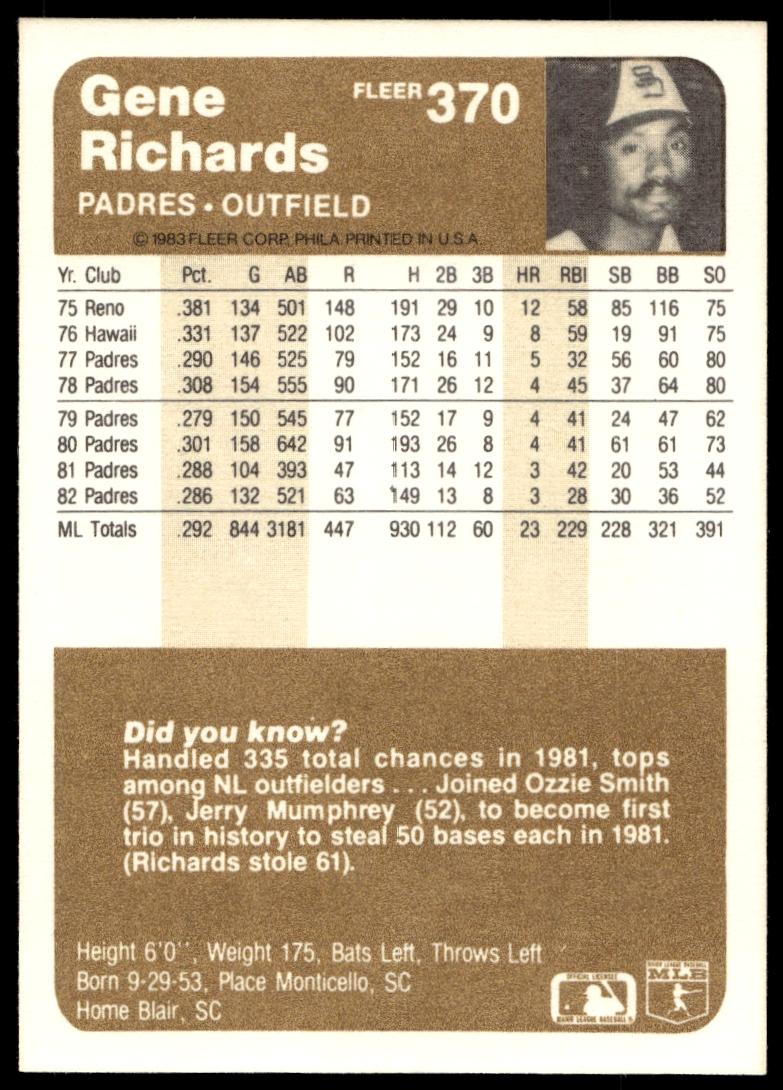 Gene
Richards
FLEER 370
PADRES • OUTFIELD
© 1983 FLEER CORP. PHILA. PRINTED IN U.S.A.
SD
Yr. Club Pct. G AB R H 2B 3B HR RBI SB BB SO
75 Reno .381 134 501 148 191 29 10 12 58 85 116 75
76 Hawaii .331 137 522 102 173 24 9 8 59 19 91 75
77 Padres .290 146 525 79 152 16 11 5 32 56 60 80
78 Padres .308 154 555 90 171 26 12 4 45 37 64 80
79 Padres .279 150 545 77 152 17 9 4 41 24 47 62
80 Padres .301 158 642 91 193 26 8 4 41 61 61 73
81 Padres .288 104 393 47 113 14 12 3 42 20 53 44
82 Padres .286 132 521 63 149 13 8 3 28 30 36 52
ML Totals .292 844 3181 447 930 112 60 23 229 228 321 391
Did you know?
Handled 335 total chances in 1981, tops
among NL outfielders . . . Joined Ozzie Smith
(57), Jerry Mumphrey (52), to become first
trio in history to steal 50 bases each in 1981.
(Richards stole 61).
Height 6'0'', Weight 175, Bats Left, Throws Left
Born 9-29-53, Place Monticello, SC
Home Blair, SC
OFFICIAL LICENSEE
MAJOR LEAGUE BASEBALL
MAJOR LEAGUE BASEBALL
MLB